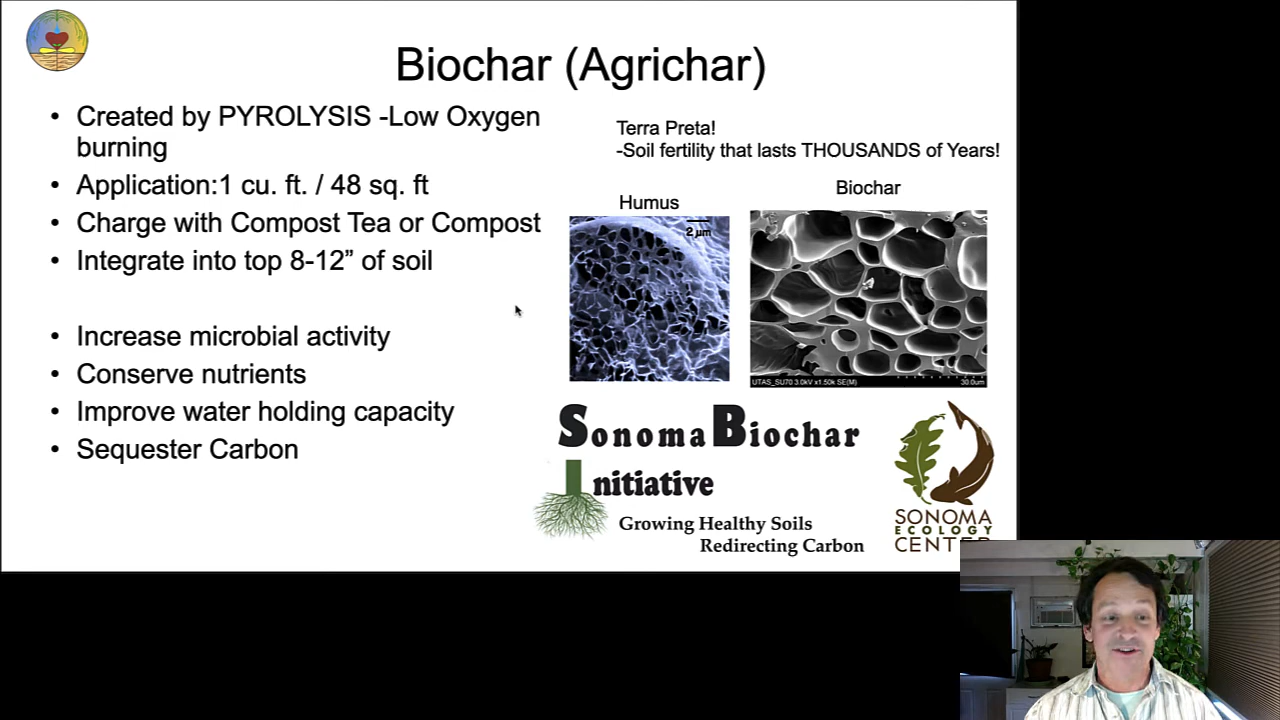 Biochar (Agrichar)
• Created by PYROLYSIS -Low Oxygen
burning
• Application:1 cu. ft. / 48 sq. ft
• Charge with Compost Tea or Compost
• Integrate into top 8-12” of soil
• Increase microbial activity
• Conserve nutrients
• Improve water holding capacity
• Sequester Carbon
Terra Preta!
-Soil fertility that lasts THOUSANDS of Years!
Humus
2 µm
Biochar
UTAS_SU70 3.0kV x1.50k SE(M)
30.0um
Sonoma Biochar
Initiative
Growing Healthy Soils
Redirecting Carbon
SONOMA
ECOLOGY
CENTER